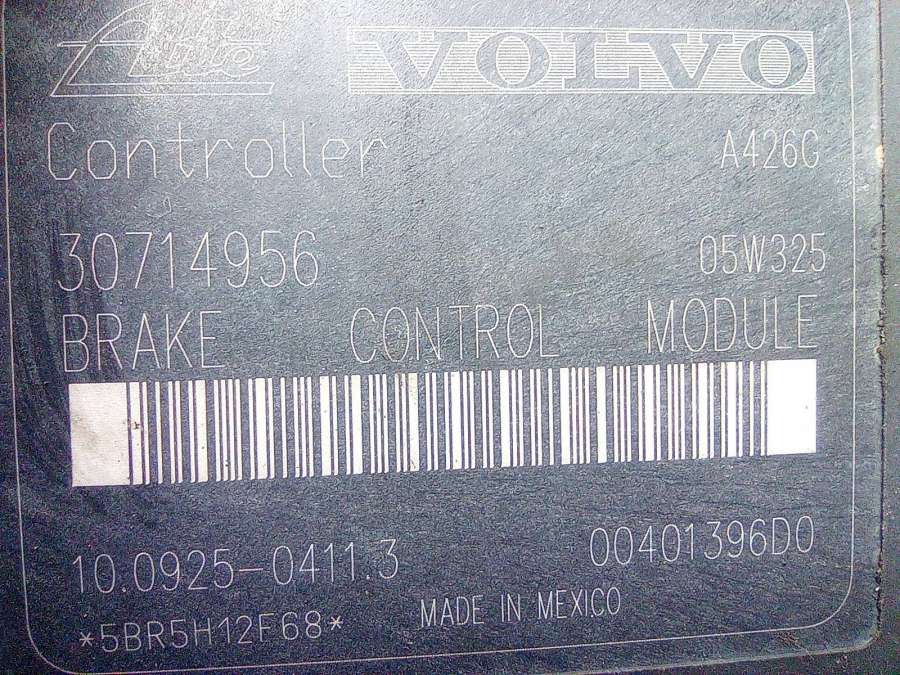 Ate VOLVO
Controller A426G
30714956 05W325
BRAKE CONTROL MODULE
10.0925-0411.3 00401396D0
*5BR5H12F68* MADE IN MEXICO